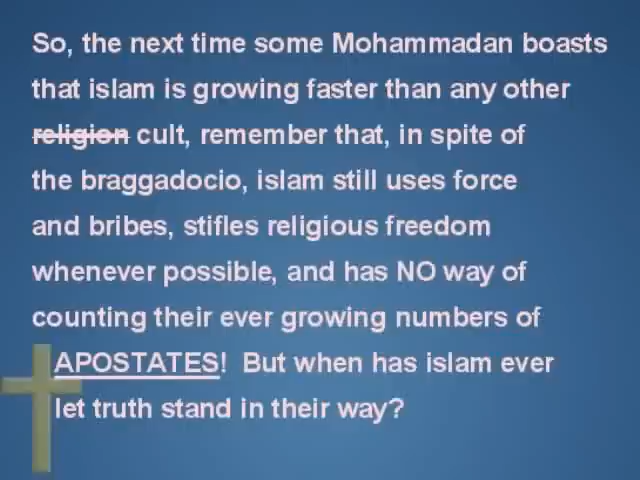 So, the next time some Mohammadan boasts
that islam is growing faster than any other
religion cult, remember that, in spite of
the braggadocio, islam still uses force
and bribes, stifles religious freedom
whenever possible, and has NO way of
counting their ever growing numbers of
APOSTATES! But when has islam ever
let truth stand in their way?